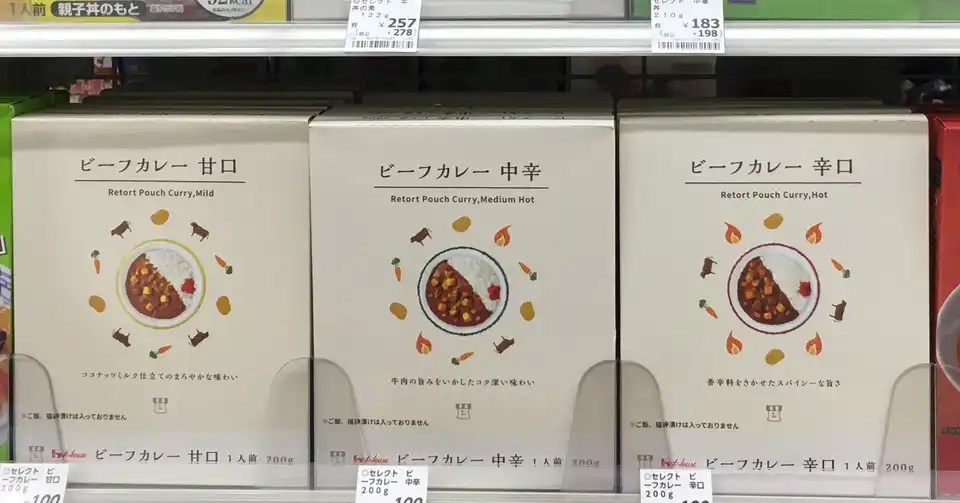 1人前 親子丼のもと
122g
¥257
278
210g
¥183
198
ビーフカレー 甘口
Retort Pouch Curry,Mild
ココナッツミルク仕立てのまろやかな味わい
※ご飯、福神漬けは入っておりません
House ビーフカレー 甘口 1人前 200g
◎セレクト ビ
ーフカレー 甘口
200g
100
ビーフカレー 中辛
Retort Pouch Curry,Medium Hot
牛肉の旨みをいかしたコク深い味わい
※ご飯、福神漬けは入っておりません
House ビーフカレー 中辛 1人前 200g
◎セレクト ビ
ーフカレー 中辛
200g
100
ビーフカレー 辛口
Retort Pouch Curry,Hot
香辛料をきかせたスパイシーな旨さ
※ご飯、福神漬けは入っておりません
House ビーフカレー 辛口 1人前 200g
◎セレクト ビ
ーフカレー 辛口
200g